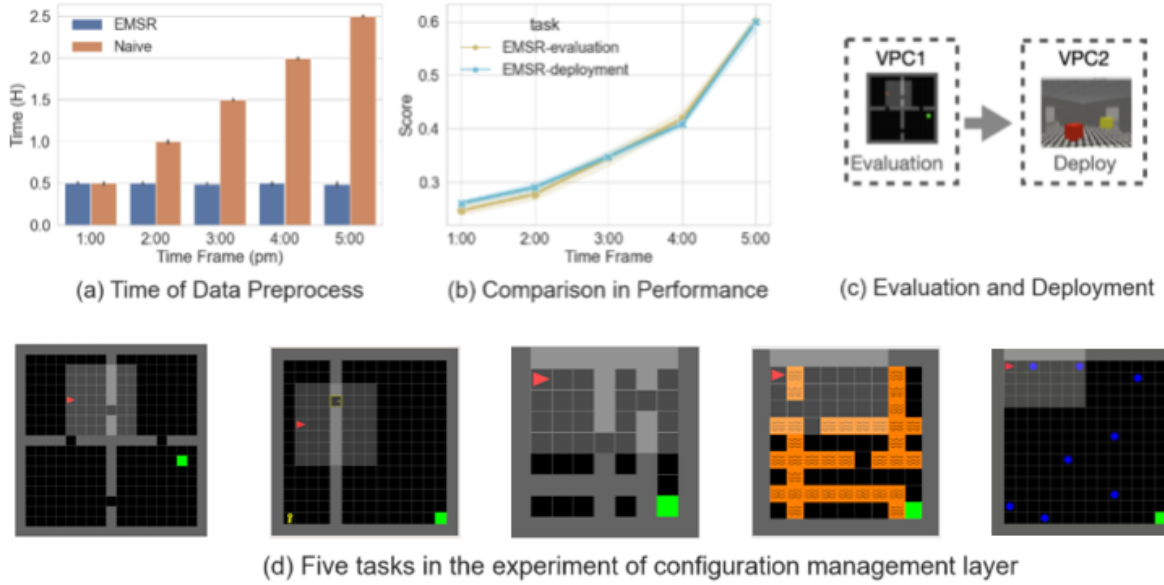 2.5
2.0
1.5
1.0
0.5
0.0
Time (H)
EMSR
Naive
1:00
2:00
3:00
4:00
5:00
Time Frame (pm)
(a) Time of Data Preprocess
0.6
0.5
0.4
0.3
Score
task
EMSR-evaluation
EMSR-deployment
1:00
2:00
3:00
4:00
5:00
Time Frame
(b) Comparison in Performance
VPC1
Evaluation
VPC2
Deploy
(c) Evaluation and Deployment
(d) Five tasks in the experiment of configuration management layer